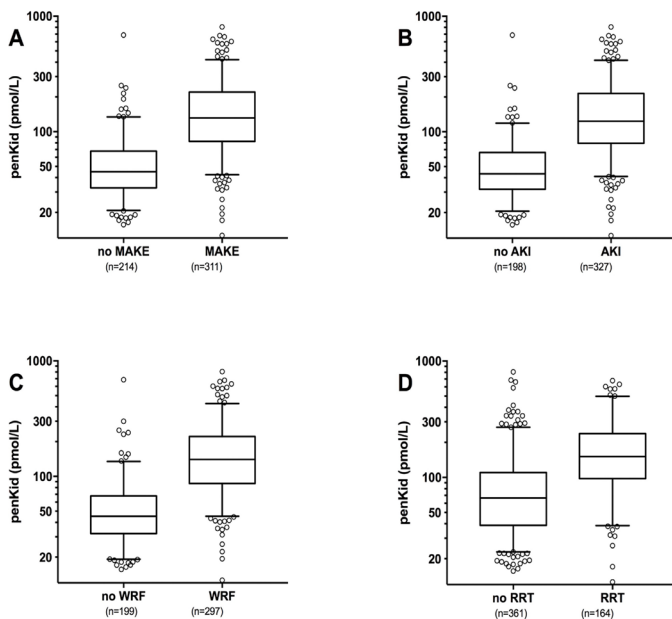 A
penKid (pmol/L)
1000
300
100
50
20
no MAKE
(n=214)
MAKE
(n=311)
B
penKid (pmol/L)
1000
300
100
50
20
no AKI
(n=198)
AKI
(n=327)
C
penKid (pmol/L)
1000
300
100
50
20
no WRF
(n=199)
WRF
(n=297)
D
penKid (pmol/L)
1000
300
100
50
20
no RRT
(n=361)
RRT
(n=164)